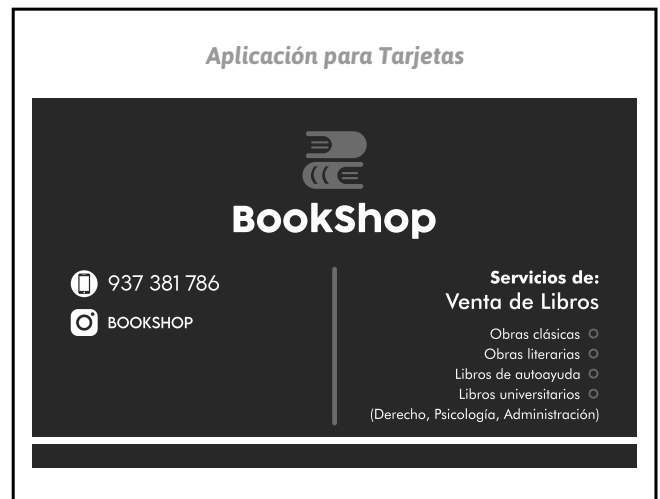 Aplicación para Tarjetas
BookShop
937 381 786
BOOKSHOP
Servicios de:
Venta de Libros
Obras clásicas
Obras literarias
Libros de autoayuda
Libros universitarios
(Derecho, Psicología, Administración)